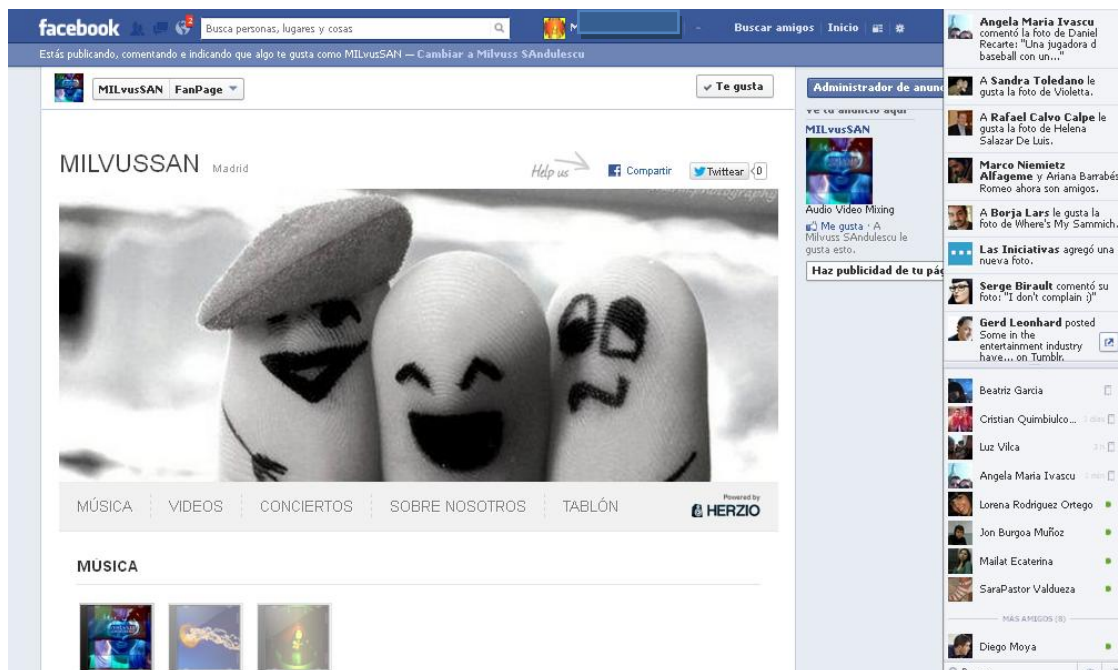 facebook
2
Busca personas, lugares y cosas
M
Buscar amigos
Inicio
Estás publicando, comentando e indicando que algo te gusta como MILvusSAN — Cambiar a Milvuss SAndulescu
MILvusSAN
FanPage
Te gusta
MILVUSSAN
Madrid
Help us
Compartir
Twittear
0
MÚSICA
VIDEOS
CONCIERTOS
SOBRE NOSOTROS
TABLÓN
Powered by
HERZIO
MÚSICA
Administrador de anunc
Ve tu anuncio aquí
MILvusSAN
Audio Video Mixing
Me gusta · A
Milvuss SAndulescu le
gusta esto.
Haz publicidad de tu pág
Angela Maria Ivascu
comentó la foto de Daniel
Recarte: "Una jugadora d
baseball con un..."
A Sandra Toledano le
gusta la foto de Violetta.
A Rafael Calvo Calpe le
gusta la foto de Helena
Salazar De Luis.
Marco Niemietz
Alfageme y Ariana Barrabés
Romeo ahora son amigos.
A Borja Lars le gusta la
foto de Where's My Sammich.
Las Iniciativas agregó una
nueva foto.
Serge Birault comentó su
foto: "I don't complain :)"
Gerd Leonhard posted
Some in the
entertainment industry
have... on Tumblr.
Beatriz Garcia
Cristian Quimbiulco...
Luz Vilca
Angela Maria Ivascu
Lorena Rodriguez Ortego
Jon Burgoa Muñoz
Mailat Ecaterina
SaraPastor Valdueza
MÁS AMIGOS (8)
Diego Moya